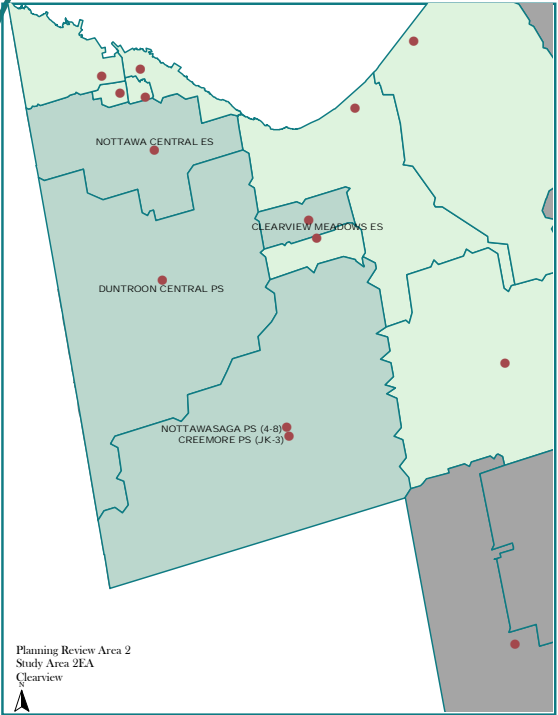 NOTTAWA CENTRAL ES
CLEARVIEW MEADOWS ES
DUNTROON CENTRAL PS
NOTTAWASAGA PS (4-8)
CREEMORE PS (JK-3)
Planning Review Area 2
Study Area 2EA
Clearview
N